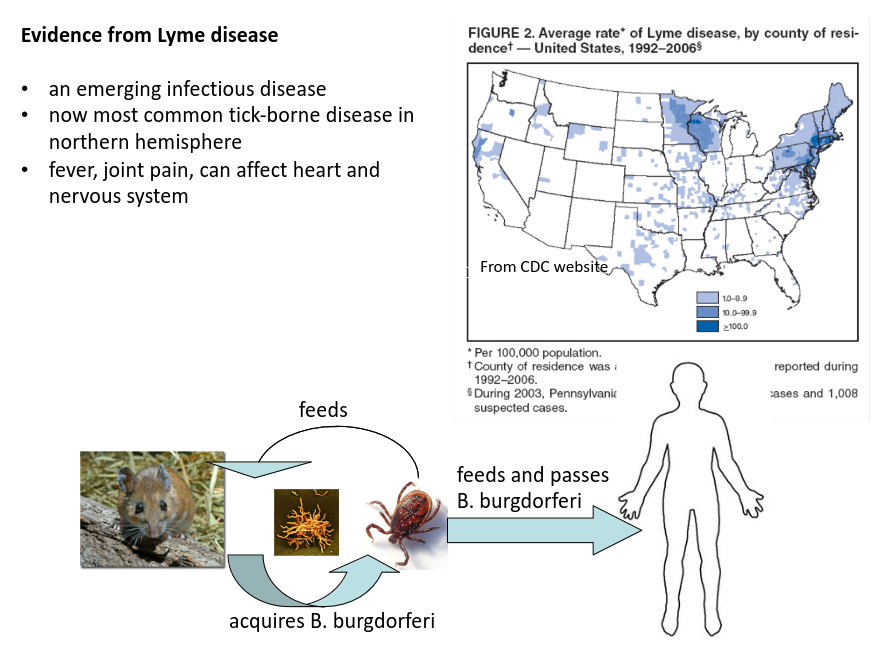 Evidence from Lyme disease
• an emerging infectious disease
• now most common tick-borne disease in
northern hemisphere
• fever, joint pain, can affect heart and
nervous system
FIGURE 2. Average rate* of Lyme disease, by county of resi-
dence† — United States, 1992–2006§
From CDC website
1.0–9.9
10.0–99.9
≥100.0
* Per 100,000 population.
† County of residence was reported during
1992–2006.
§ During 2003, Pennsylvania cases and 1,008
suspected cases.
feeds
feeds and passes
B. burgdorferi
acquires B. burgdorferi